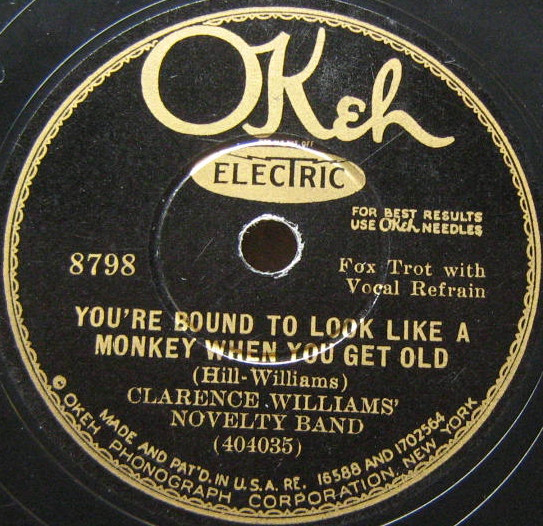 OKeh
ELECTRIC
FOR BEST RESULTS
USE OKeh NEEDLES
8798
Fox Trot with
Vocal Refrain
YOU'RE BOUND TO LOOK LIKE A
MONKEY WHEN YOU GET OLD
(Hill-Williams)
CLARENCE WILLIAMS'
NOVELTY BAND
(404035)
MADE AND PAT'D. IN U.S.A. RE. 16588 AND 1702564
© OKEH PHONOGRAPH CORPORATION, NEW YORK